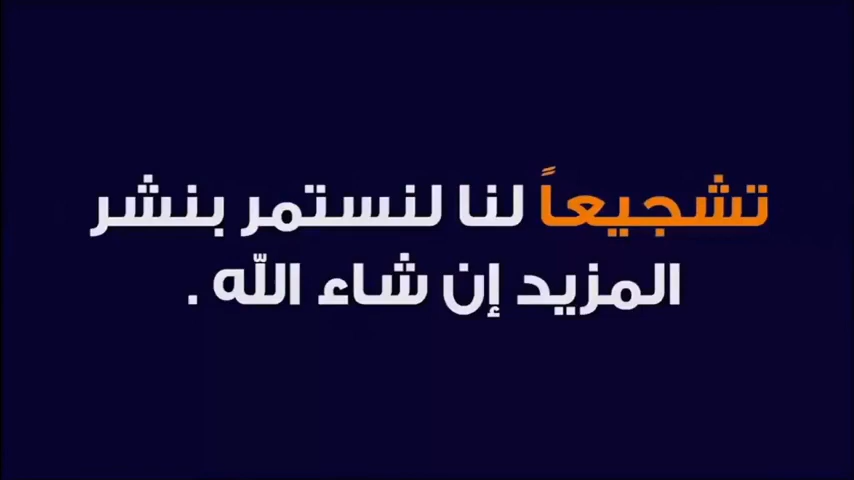 تشجيعاً لنا لنستمر بنشر
المزيد إن شاء الله .